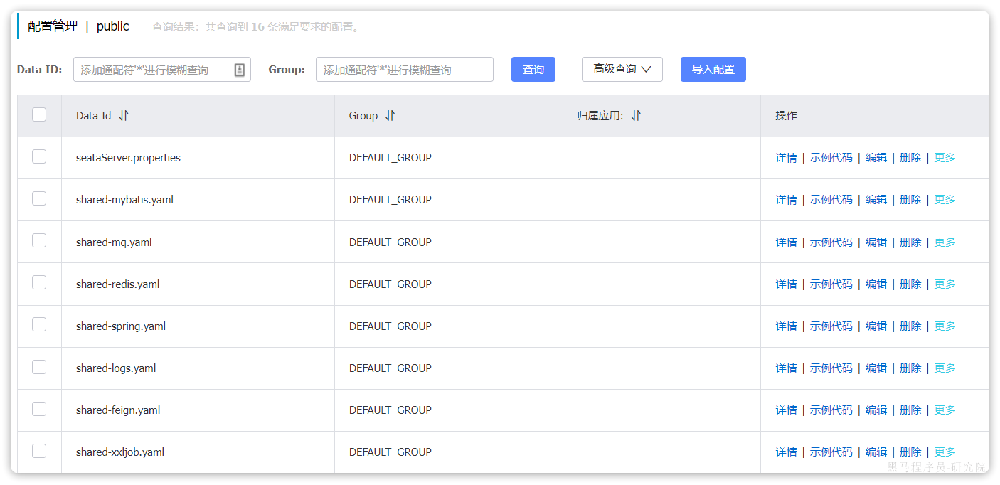 配置管理 | public 查询结果：共查询到 16 条满足要求的配置。
Data ID: 添加通配符'*'进行模糊查询 Group: 添加通配符'*'进行模糊查询 查询 高级查询 导入配置
Data Id Group 归属应用: 操作
seataServer.properties DEFAULT_GROUP 详情 | 示例代码 | 编辑 | 删除 | 更多
shared-mybatis.yaml DEFAULT_GROUP 详情 | 示例代码 | 编辑 | 删除 | 更多
shared-mq.yaml DEFAULT_GROUP 详情 | 示例代码 | 编辑 | 删除 | 更多
shared-redis.yaml DEFAULT_GROUP 详情 | 示例代码 | 编辑 | 删除 | 更多
shared-spring.yaml DEFAULT_GROUP 详情 | 示例代码 | 编辑 | 删除 | 更多
shared-logs.yaml DEFAULT_GROUP 详情 | 示例代码 | 编辑 | 删除 | 更多
shared-feign.yaml DEFAULT_GROUP 详情 | 示例代码 | 编辑 | 删除 | 更多
shared-xxljob.yaml DEFAULT_GROUP 详情 | 示例代码 | 编辑 | 删除 | 更多
黑马程序员-研究院